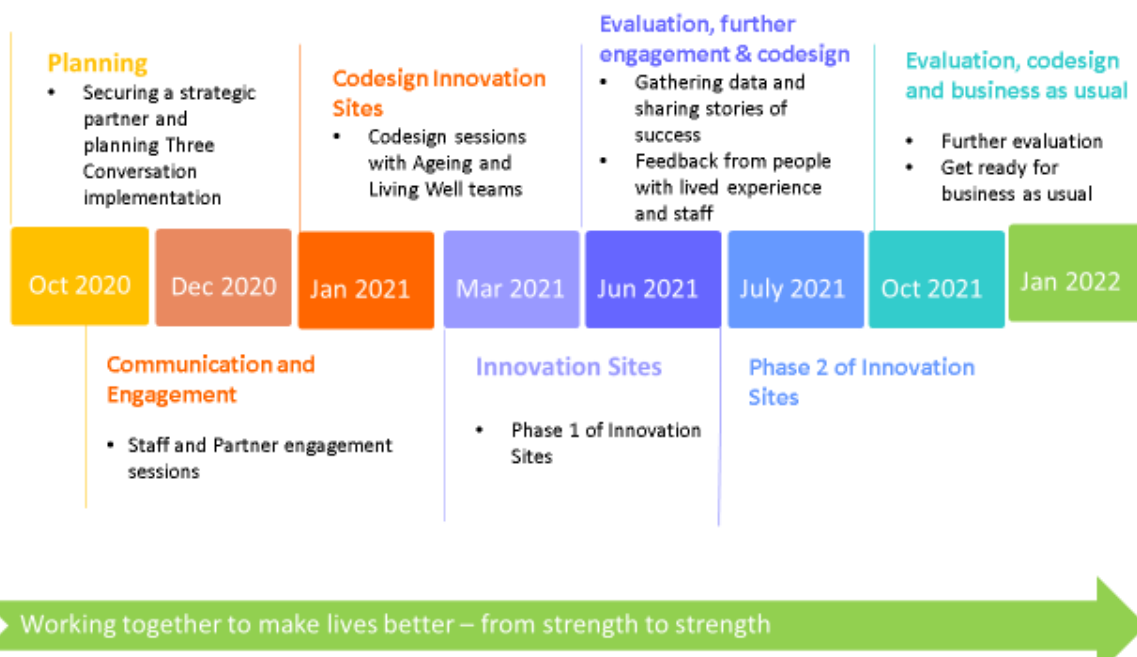 Planning
• Securing a strategic
partner and
planning Three
Conversation
implementation
Codesign Innovation
Sites
• Codesign sessions
with Ageing and
Living Well teams
Evaluation, further
engagement & codesign
• Gathering data and
sharing stories of
success
• Feedback from people
with lived experience
and staff
Evaluation, codesign
and business as usual
• Further evaluation
• Get ready for
business as usual
Oct 2020
Dec 2020
Jan 2021
Mar 2021
Jun 2021
July 2021
Oct 2021
Jan 2022
Communication and
Engagement
• Staff and Partner engagement
sessions
Innovation Sites
• Phase 1 of Innovation
Sites
Phase 2 of Innovation
Sites
Working together to make lives better – from strength to strength